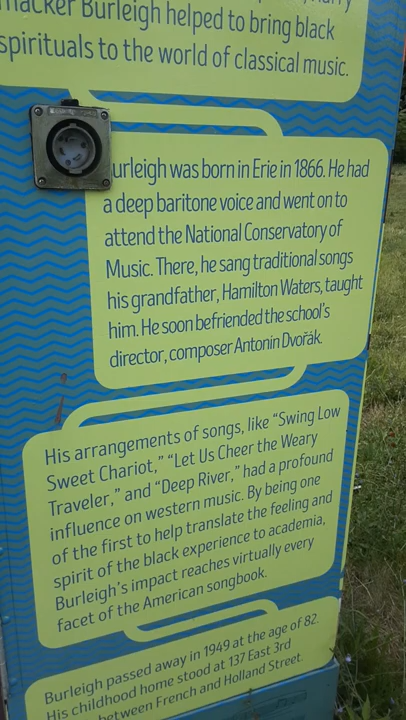 Burleigh helped to bring black
spirituals to the world of classical music.
urleigh was born in Erie in 1866. He had
a deep baritone voice and went on to
attend the National Conservatory of
Music. There, he sang traditional songs
his grandfather, Hamilton Waters, taught
him. He soon befriended the school's
director, composer Antonín Dvořák.
His arrangements of songs, like “Swing Low
Sweet Chariot,” “Let Us Cheer the Weary
Traveler,” and “Deep River,” had a profound
influence on western music. By being one
of the first to help translate the feeling and
spirit of the black experience to academia,
Burleigh's impact reaches virtually every
facet of the American songbook.
Burleigh passed away in 1949 at the age of 82.
His childhood home stood at 137 East 3rd
between French and Holland Street.